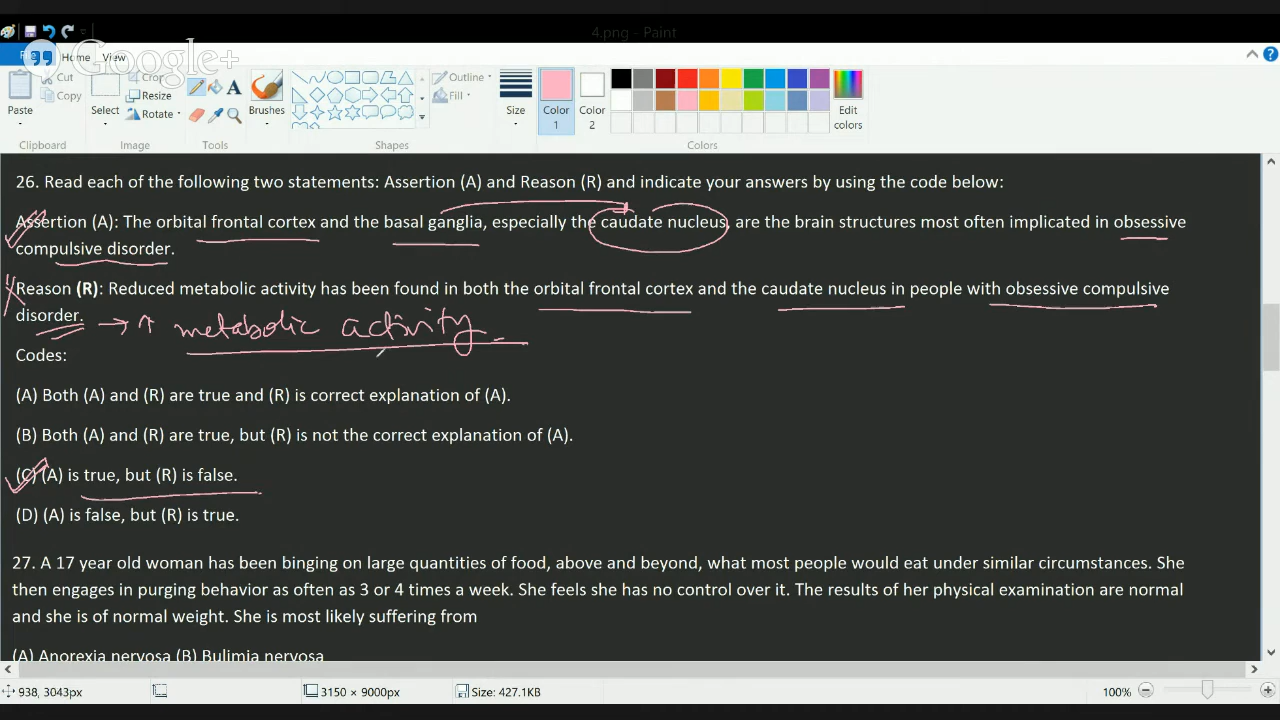 4.png - Paint
Google+
File Home View
Cut Crop Outline
Copy Resize Fill
Paste Select Rotate Brushes Size Color 1 Color 2 Edit colors
Clipboard Image Tools Shapes Colors
26. Read each of the following two statements: Assertion (A) and Reason (R) and indicate your answers by using the code below:
Assertion (A): The orbital frontal cortex and the basal ganglia, especially the caudate nucleus, are the brain structures most often implicated in obsessive
compulsive disorder.
Reason (R): Reduced metabolic activity has been found in both the orbital frontal cortex and the caudate nucleus in people with obsessive compulsive
disorder. → ↑ metabolic activity
Codes:
(A) Both (A) and (R) are true and (R) is correct explanation of (A).
(B) Both (A) and (R) are true, but (R) is not the correct explanation of (A).
(C) (A) is true, but (R) is false.
(D) (A) is false, but (R) is true.
27. A 17 year old woman has been binging on large quantities of food, above and beyond, what most people would eat under similar circumstances. She
then engages in purging behavior as often as 3 or 4 times a week. She feels she has no control over it. The results of her physical examination are normal
and she is of normal weight. She is most likely suffering from
(A) Anorexia nervosa (B) Bulimia nervosa
938, 3043px 3150 × 9000px Size: 427.1KB 100%